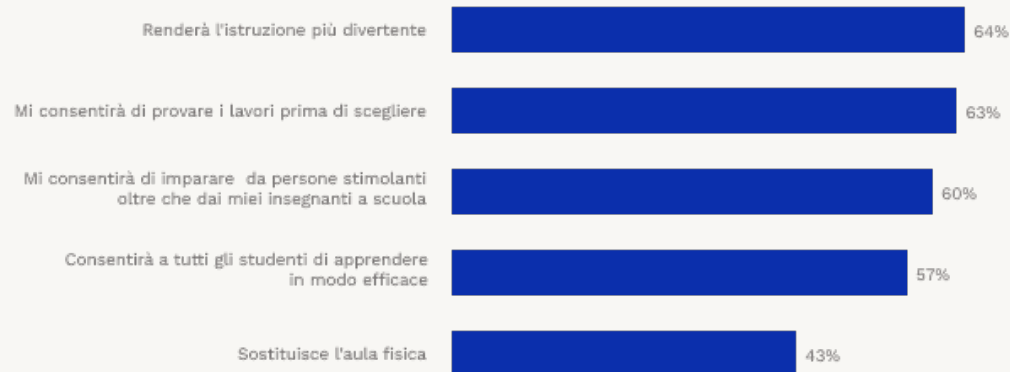 Renderà l'istruzione più divertente
64%
Mi consentirà di provare i lavori prima di scegliere
63%
Mi consentirà di imparare da persone stimolanti
oltre che dai miei insegnanti a scuola
60%
Consentirà a tutti gli studenti di apprendere
in modo efficace
57%
Sostituisce l'aula fisica
43%